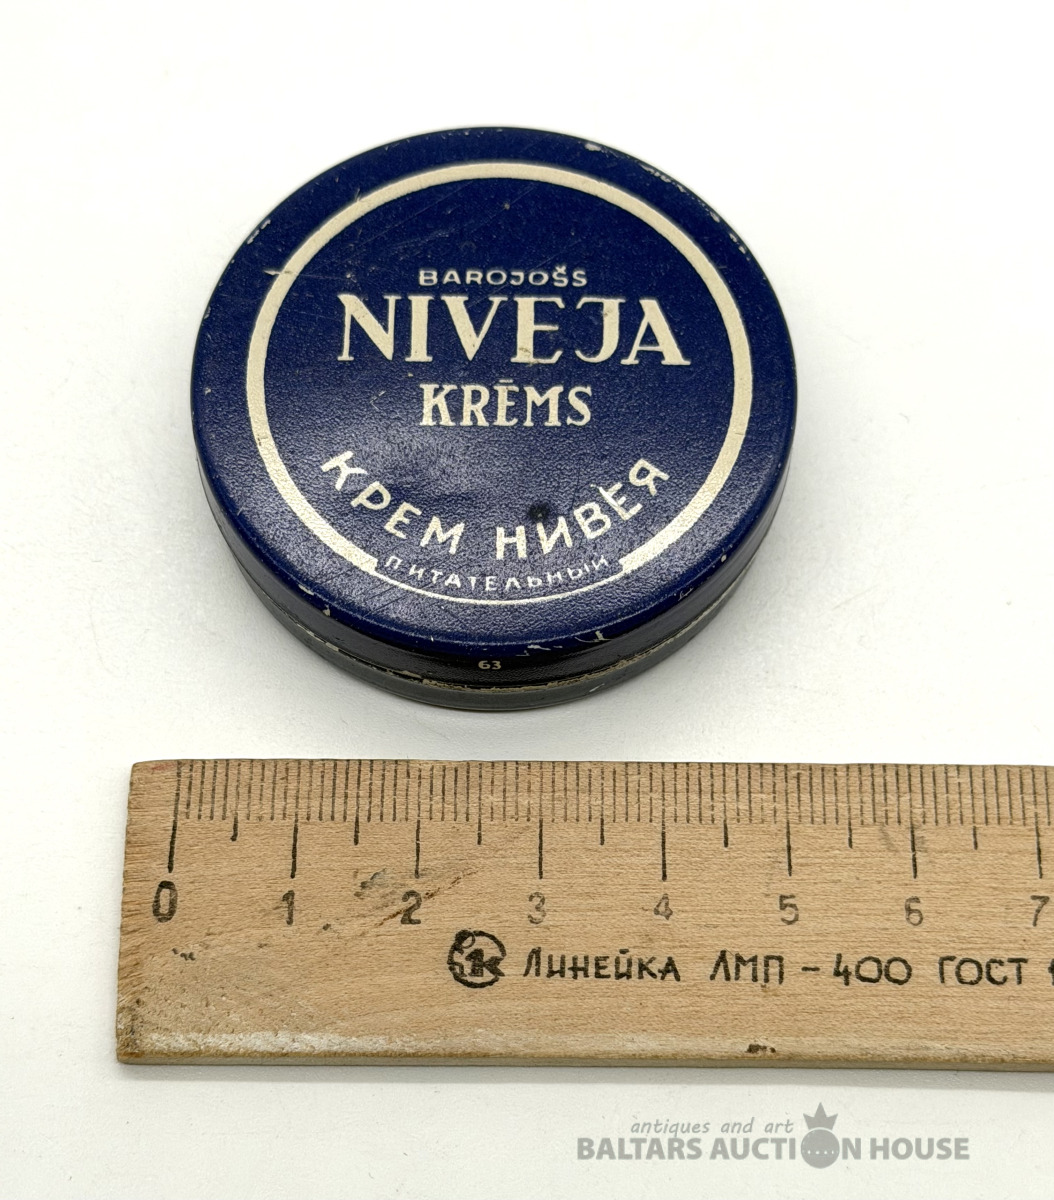 BAROJOŠS
NIVEJA
KRĒMS
КРЕМ НИВЕЯ
ПИТАТЕЛЬНЫЙ
63
0 1 2 3 4 5 6 7
ЛИНЕЙКА ЛМП – 400 ГОСТ
antiques and art
BALTARS AUCTION HOUSE